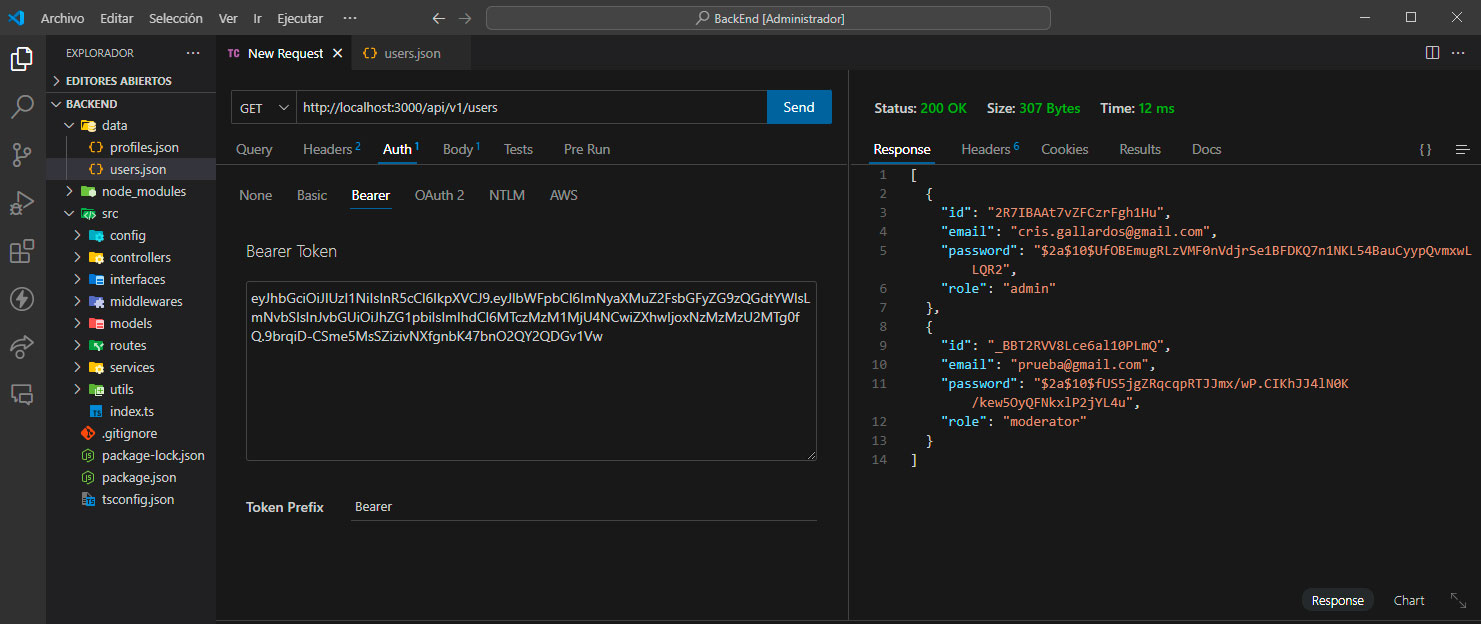 Archivo Editar Selección Ver Ir Ejecutar ··· BackEnd [Administrador]
EXPLORADOR ···
EDITORES ABIERTOS
BACKEND
data
profiles.json
users.json
node_modules
src
config
controllers
interfaces
middlewares
models
routes
services
utils
index.ts
.gitignore
package-lock.json
package.json
tsconfig.json
TC New Request users.json
GET http://localhost:3000/api/v1/users Send
Query Headers 2 Auth 1 Body 1 Tests Pre Run
None Basic Bearer OAuth 2 NTLM AWS
Bearer Token
Token Prefix Bearer
Status: 200 OK Size: 307 Bytes Time: 12 ms
Response Headers 6 Cookies Results Docs {}
1 [
2 {
3 "id": "2R7IBAAt7vZFCzrFgh1Hu",
4 "email": "cris.gallardos@gmail.com",
5 "password": "$2a$10$UfOBEmugRLzVMF0nVdjrSe1BFDKQ7n1NKL54BauCyypQvmxwL
LQR2",
6 "role": "admin"
7 },
8 {
9 "id": "_BBT2RVV8Lce6al10PLmQ",
10 "email": "prueba@gmail.com",
11 "password": "$2a$10$fUS5jgZRqcqpRTJJmx/wP.CIKhJJ4lN0K
/kew5OyQFNkxlP2jYL4u",
12 "role": "moderator"
13 }
14 ]
Response Chart